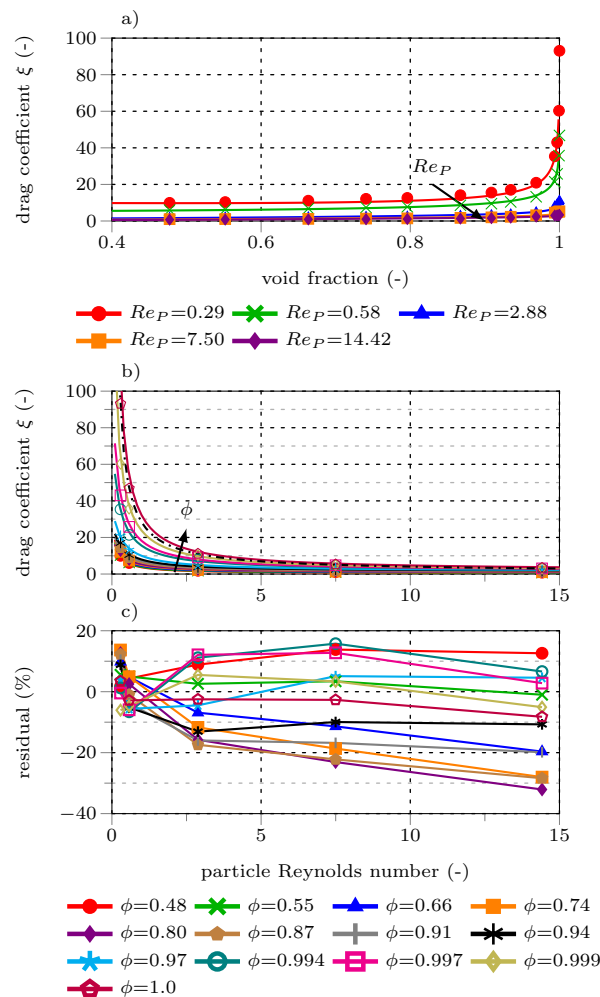 a)
100
80
60
40
20
0
drag coefficient ξ (-)
Re_P
0.4 0.6 0.8 1
void fraction (-)
Re_P=0.29 Re_P=0.58 Re_P=2.88
Re_P=7.50 Re_P=14.42
b)
100
80
60
40
20
0
drag coefficient ξ (-)
ϕ
0 5 10 15
c)
20
0
−20
−40
residual (%)
0 5 10 15
particle Reynolds number (-)
ϕ=0.48 ϕ=0.55 ϕ=0.66 ϕ=0.74
ϕ=0.80 ϕ=0.87 ϕ=0.91 ϕ=0.94
ϕ=0.97 ϕ=0.994 ϕ=0.997 ϕ=0.999
ϕ=1.0